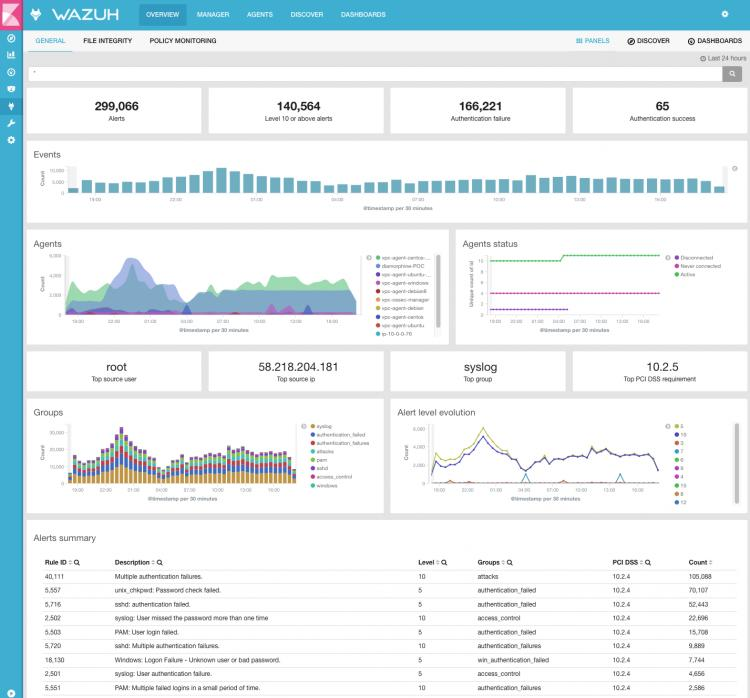 WAZUH OVERVIEW MANAGER AGENTS DISCOVER DASHBOARDS
GENERAL FILE INTEGRITY POLICY MONITORING PANELS DISCOVER DASHBOARDS
Last 24 hours
*
299,066 140,564 166,221 65
Alerts Level 10 or above alerts Authentication failure Authentication success
Events
Count
10,000
5,000
0
19:00 22:00 01:00 04:00 07:00 10:00 13:00 16:00
@timestamp per 30 minutes
Agents
Count
6,000
4,000
2,000
0
19:00 22:00 01:00 04:00 07:00 10:00 13:00 16:00
@timestamp per 30 minutes
vpc-agent-centos-...
diamorphine-POC
vpc-agent-ubuntu-...
vpc-agent-windows
vpc-agent-debian8
vpc-ossec-manager
vpc-agent-debian
vpc-agent-centos
vpc-agent-ubuntu
ip-10-0-0-70
Agents status
Unique count of id
10
8
6
4
2
19:00 22:00 01:00 04:00 07:00 10:00 13:00 16:00
@timestamp per 30 minutes
Disconnected
Never connected
Active
root 58.218.204.181 syslog 10.2.5
Top source user Top source ip Top group Top PCI DSS requirement
Groups
Count
30,000
20,000
10,000
0
19:00 22:00 01:00 04:00 07:00 10:00 13:00 16:00
@timestamp per 30 minutes
syslog
authentication_failed
authentication_failures
attacks
pam
sshd
access_control
windows
Alert level evolution
Count
6,000
4,000
2,000
0
19:00 22:00 01:00 04:00 07:00 10:00 13:00 16:00
@timestamp per 30 minutes
5
10
3
7
4
12
Alerts summary
Rule ID Description Level Groups PCI DSS Count
40,111 Multiple authentication failures. 10 attacks 10.2.4 105,088
5,557 unix_chkpwd: Password check failed. 5 authentication_failed 10.2.4 70,107
5,716 sshd: authentication failed. 5 authentication_failed 10.2.4 52,443
2,502 syslog: User missed the password more than one time 10 access_control 10.2.4 22,696
5,503 PAM: User login failed. 5 authentication_failed 10.2.4 15,708
5,720 sshd: Multiple authentication failures. 10 authentication_failures 10.2.4 9,889
18,130 Windows: Logon Failure - Unknown user or bad password. 5 win_authentication_failed 10.2.4 7,744
2,501 syslog: User authentication failure. 5 access_control 10.2.4 4,656
5,551 PAM: Multiple failed logins in a small period of time. 10 authentication_failures 10.2.4 2,586